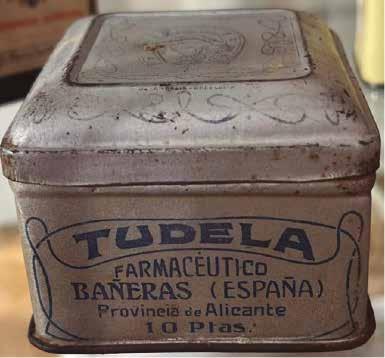 TUDELA
FARMACÉUTICO
BAÑERAS (ESPAÑA)
Provincia de Alicante
10 Ptas.